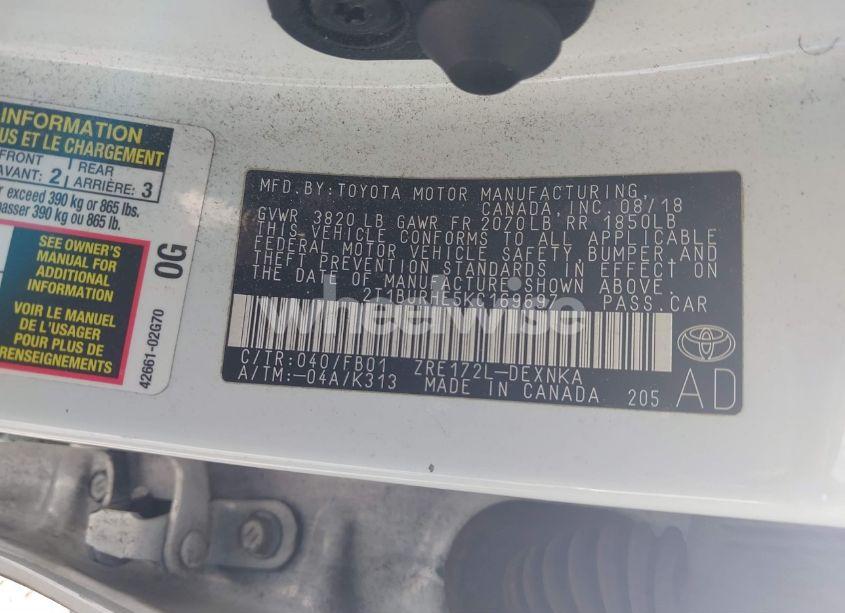 INFORMATION
US ET LE CHARGEMENT
FRONT
AVANT: 2
REAR
ARRIÈRE: 3
r exceed 390 kg or 865 lbs.
passer 390 kg ou 865 lb.
SEE OWNER'S
MANUAL FOR
ADDITIONAL
INFORMATION
VOIR LE MANUEL
DE L'USAGER
POUR PLUS DE
RENSEIGNEMENTS
0G
42661-02G70
MFD. BY: TOYOTA MOTOR MANUFACTURING,
CANADA, INC. 08/18
GVWR 3820 LB GAWR FR 2070LB RR 1850LB
THIS VEHICLE CONFORMS TO ALL APPLICABLE
FEDERAL MOTOR VEHICLE SAFETY, BUMPER, AND
THEFT PREVENTION STANDARDS IN EFFECT ON
THE DATE OF MANUFACTURE SHOWN ABOVE.
PASS. CAR
wheelwise
C/TR: 040/FB01 ZRE172L-DEXNKA
A/TM: -04A/K313 MADE IN CANADA 205 AD
TOYOTA